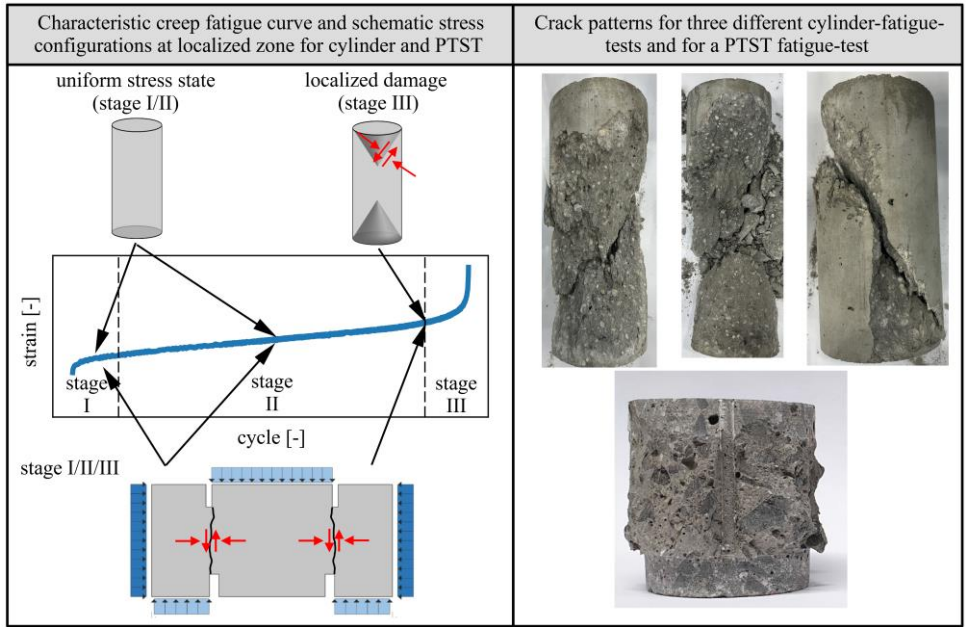 Characteristic creep fatigue curve and schematic stress
configurations at localized zone for cylinder and PTST
Crack patterns for three different cylinder-fatigue-
tests and for a PTST fatigue-test
uniform stress state
(stage I/II)
localized damage
(stage III)
strain [-]
stage
I
stage
II
stage
III
cycle [-]
stage I/II/III